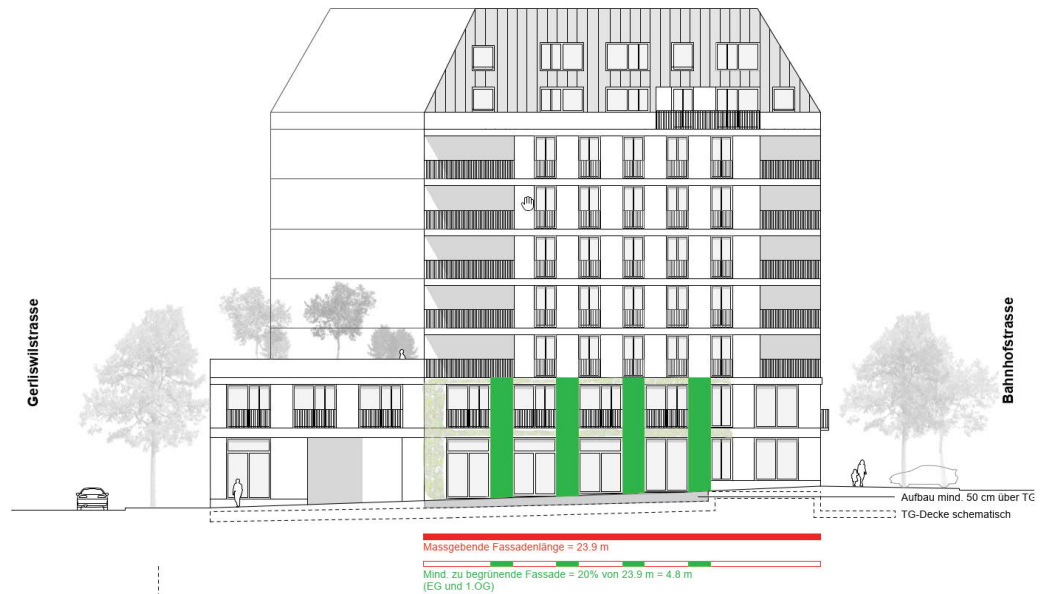 Gerliswilstrasse
Bahnhofstrasse
Aufbau mind. 50 cm über TG
TG-Decke schematisch
Massgebende Fassadenlänge = 23.9 m
Mind. zu begrünende Fassade = 20% von 23.9 m = 4.8 m
(EG und 1.OG)